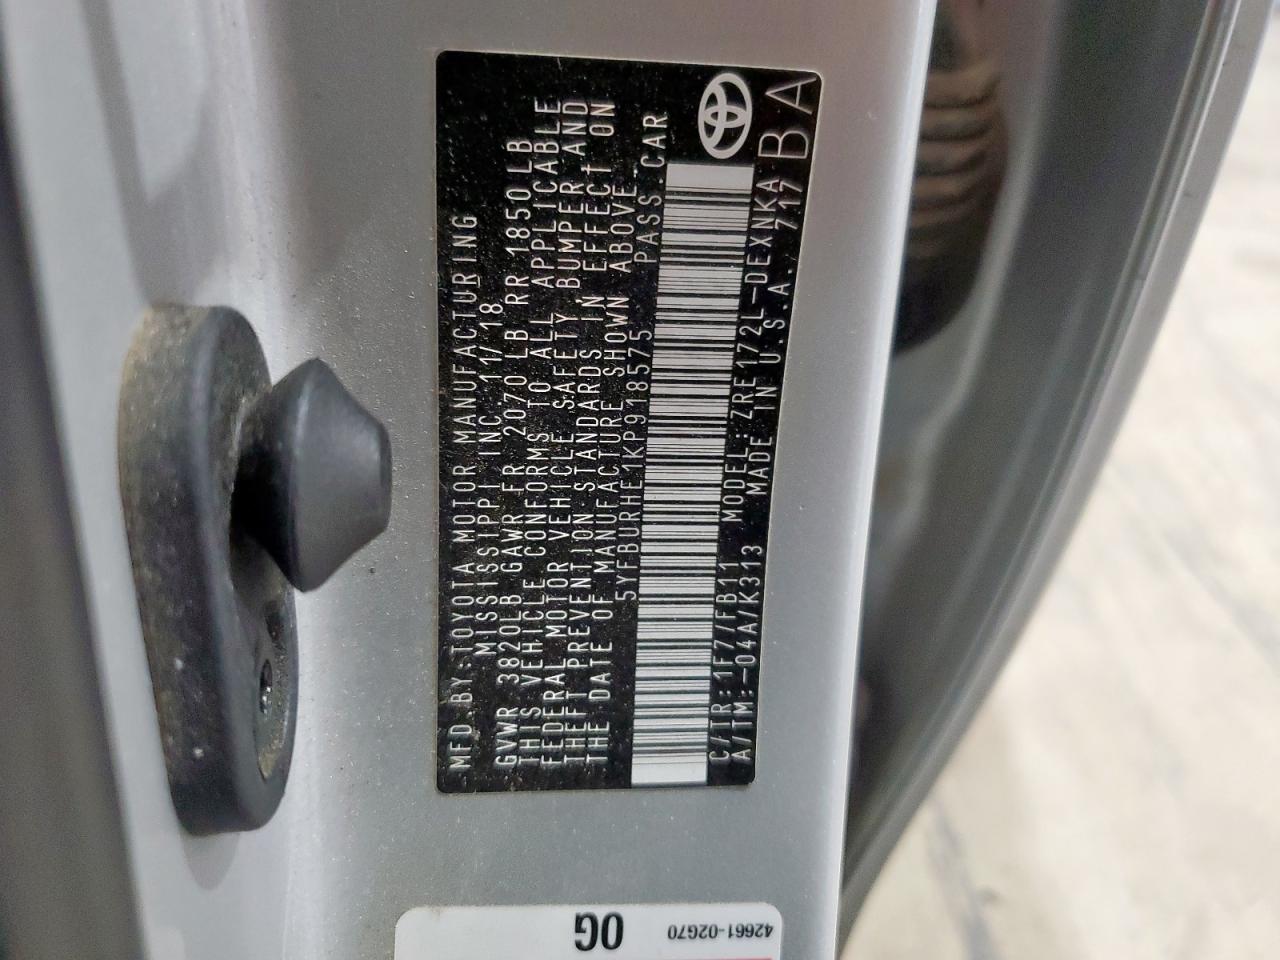 MFD.BY:TOYOTA MOTOR MANUFACTURING
MISSISSIPPI INC. 11/18
GVWR 3820LB GAWR FR 2070LB RR 1850LB
THIS VEHICLE CONFORMS TO ALL APPLICABLE
FEDERAL MOTOR VEHICLE SAFETY, BUMPER AND
THEFT PREVENTION STANDARDS IN EFFECT ON
THE DATE OF MANUFACTURE SHOWN ABOVE.
5YFBURHE1KP918575 PASS.CAR
C/TR:1F7/FB11 MODEL:ZRE172L-DEXNKA
A/TM:-04A/K313 MADE IN U.S.A. 717
BA
0G
42661-02G70